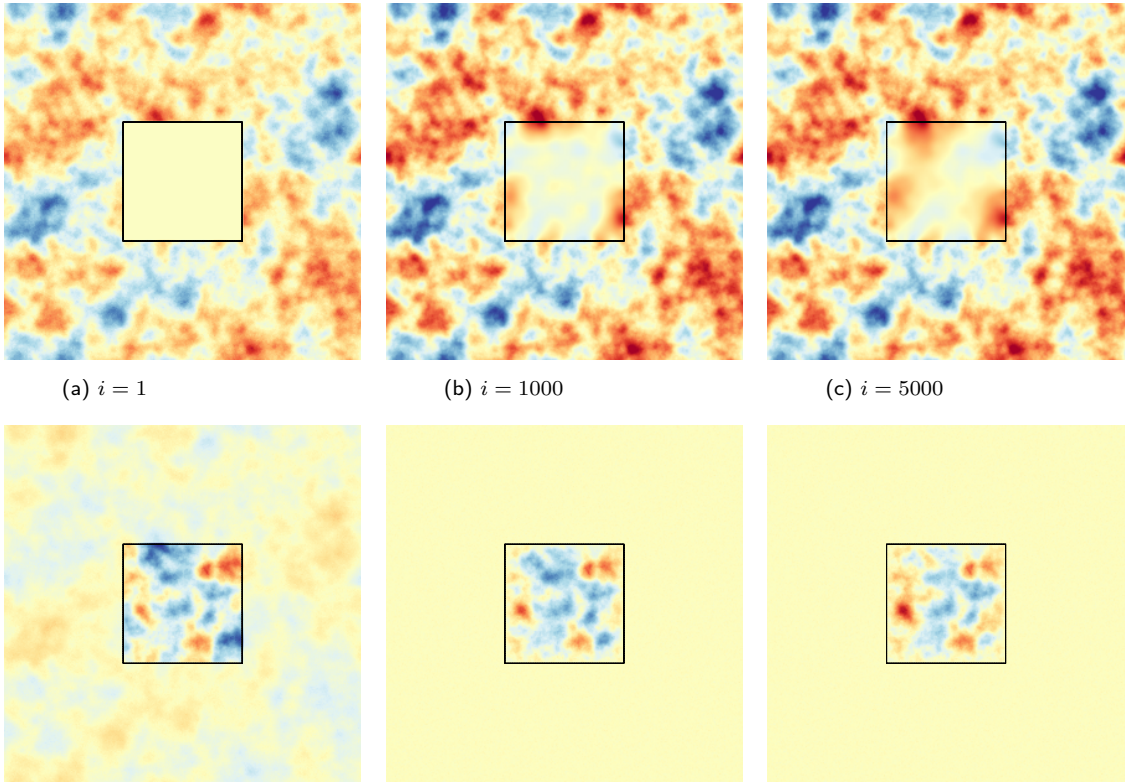 (a) i = 1
(b) i = 1000
(c) i = 5000